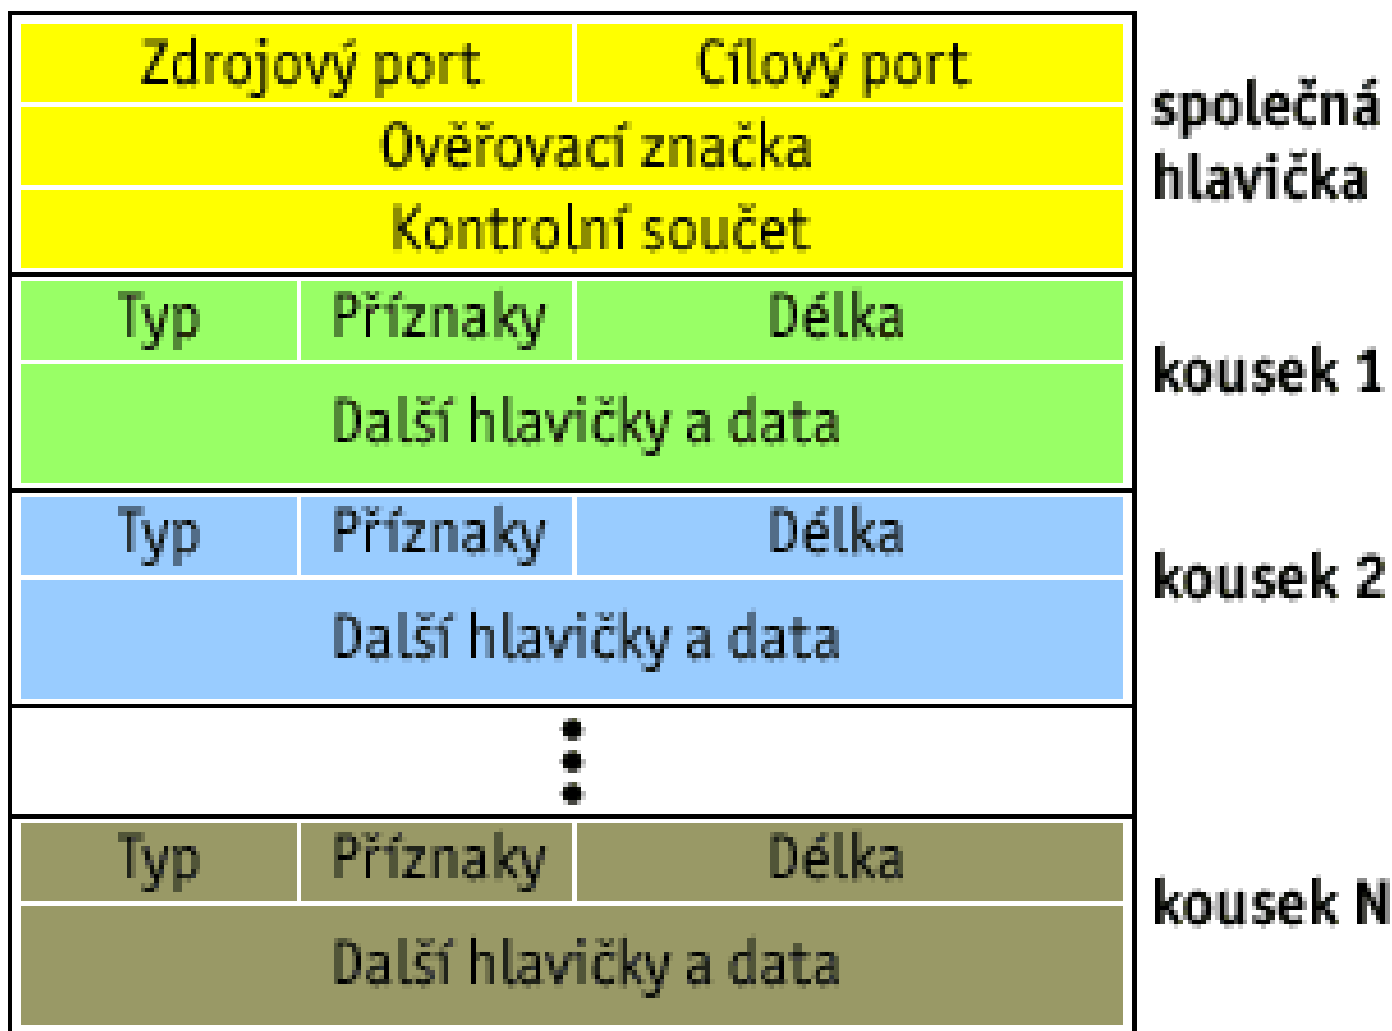 Zdrojový port Cílový port
Ověřovací značka
Kontrolní součet
společná
hlavička
Typ Příznaky Délka
Další hlavičky a data
kousek 1
Typ Příznaky Délka
Další hlavičky a data
kousek 2
Typ Příznaky Délka
Další hlavičky a data
kousek N